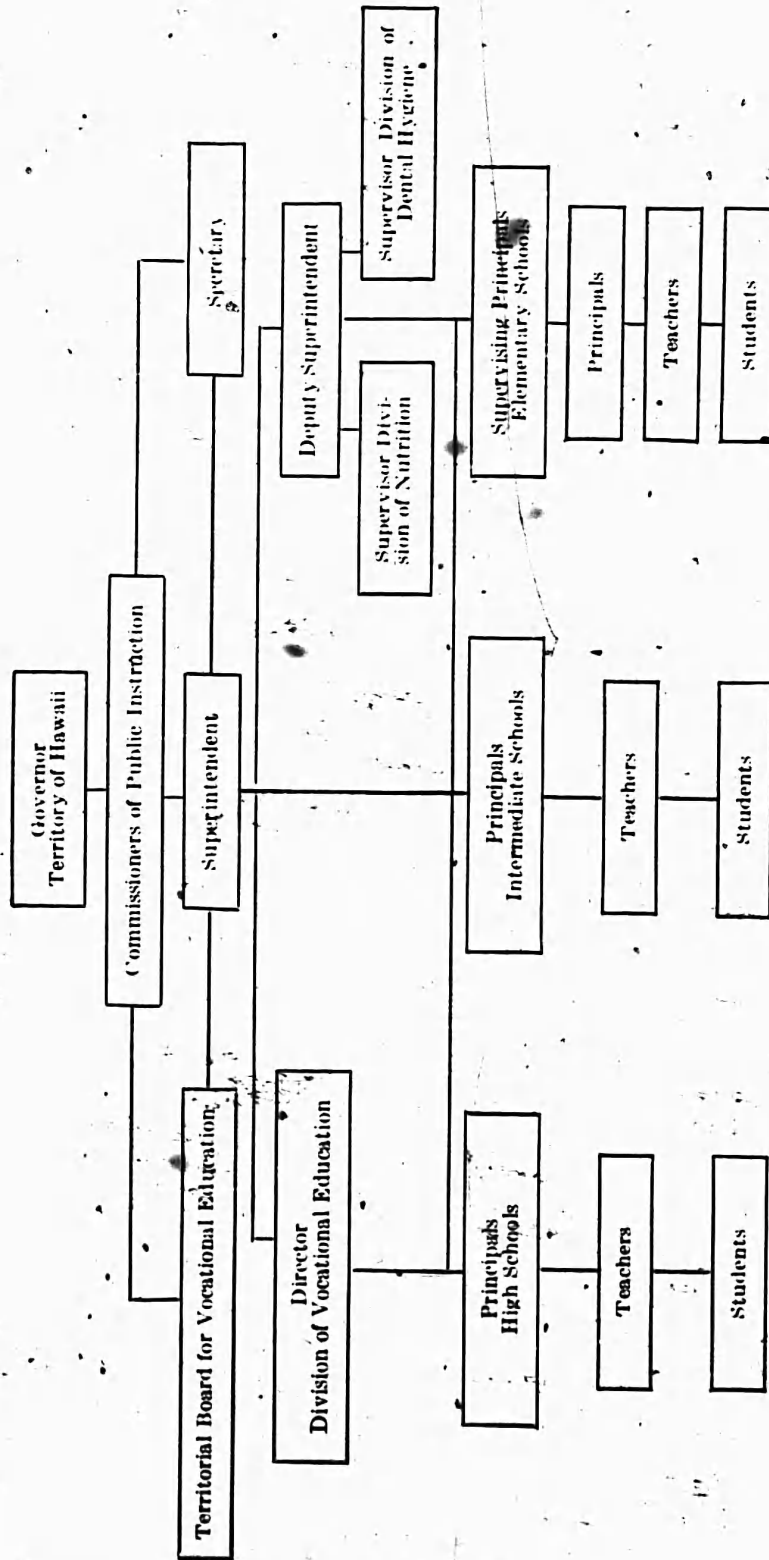 Governor
Territory of Hawaii
Commissioners of Public Instruction
Territorial Board for Vocational Education
Superintendent
Secretary
Director
Division of Vocational Education
Deputy Superintendent
Supervisor Divi-
sion of Nutrition
Supervisor Division of
Dental Hygiene
Principals
High Schools
Principals
Intermediate Schools
Supervising Principals
Elementary Schools
Teachers
Teachers
Principals
Students
Students
Teachers
Students